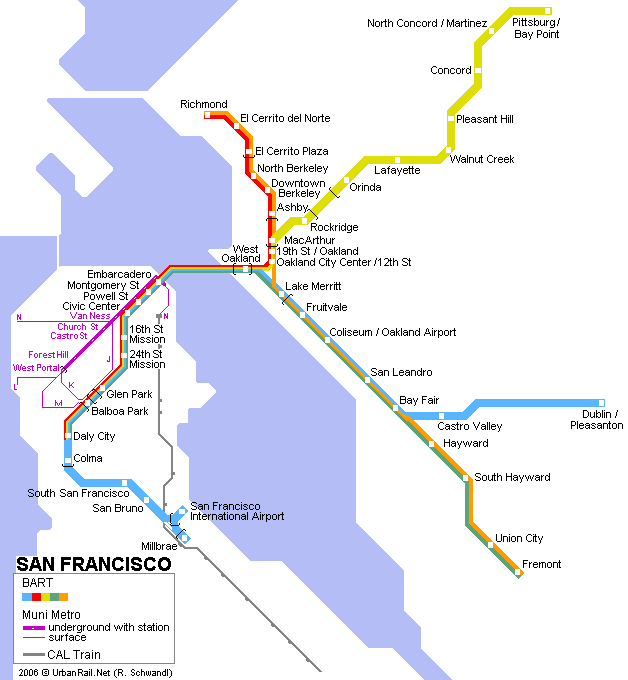 North Concord / Martinez
Pittsburg /
Bay Point
Concord
Richmond
El Cerrito del Norte
Pleasant Hill
El Cerrito Plaza
Walnut Creek
North Berkeley
Lafayette
Downtown
Berkeley
Orinda
Ashby
Rockridge
MacArthur
West
Oakland
19th St / Oakland
Oakland City Center /12th St
Embarcadero
Montgomery St
Powell St
Civic Center
Lake Merritt
Fruitvale
N
Van Ness
N
Church St
Castro St
16th St
Mission
Coliseum / Oakland Airport
Forest Hill
24th St
Mission
J
West Portal
San Leandro
L
K
Glen Park
M
Balboa Park
Bay Fair
Castro Valley
Dublin /
Pleasanton
Daly City
Hayward
Colma
South Hayward
South San Francisco
San Bruno
San Francisco
International Airport
Millbrae
Union City
Fremont
SAN FRANCISCO
BART
Muni Metro
underground with station
surface
CAL Train
2006 © UrbanRail.Net (R. Schwandl)